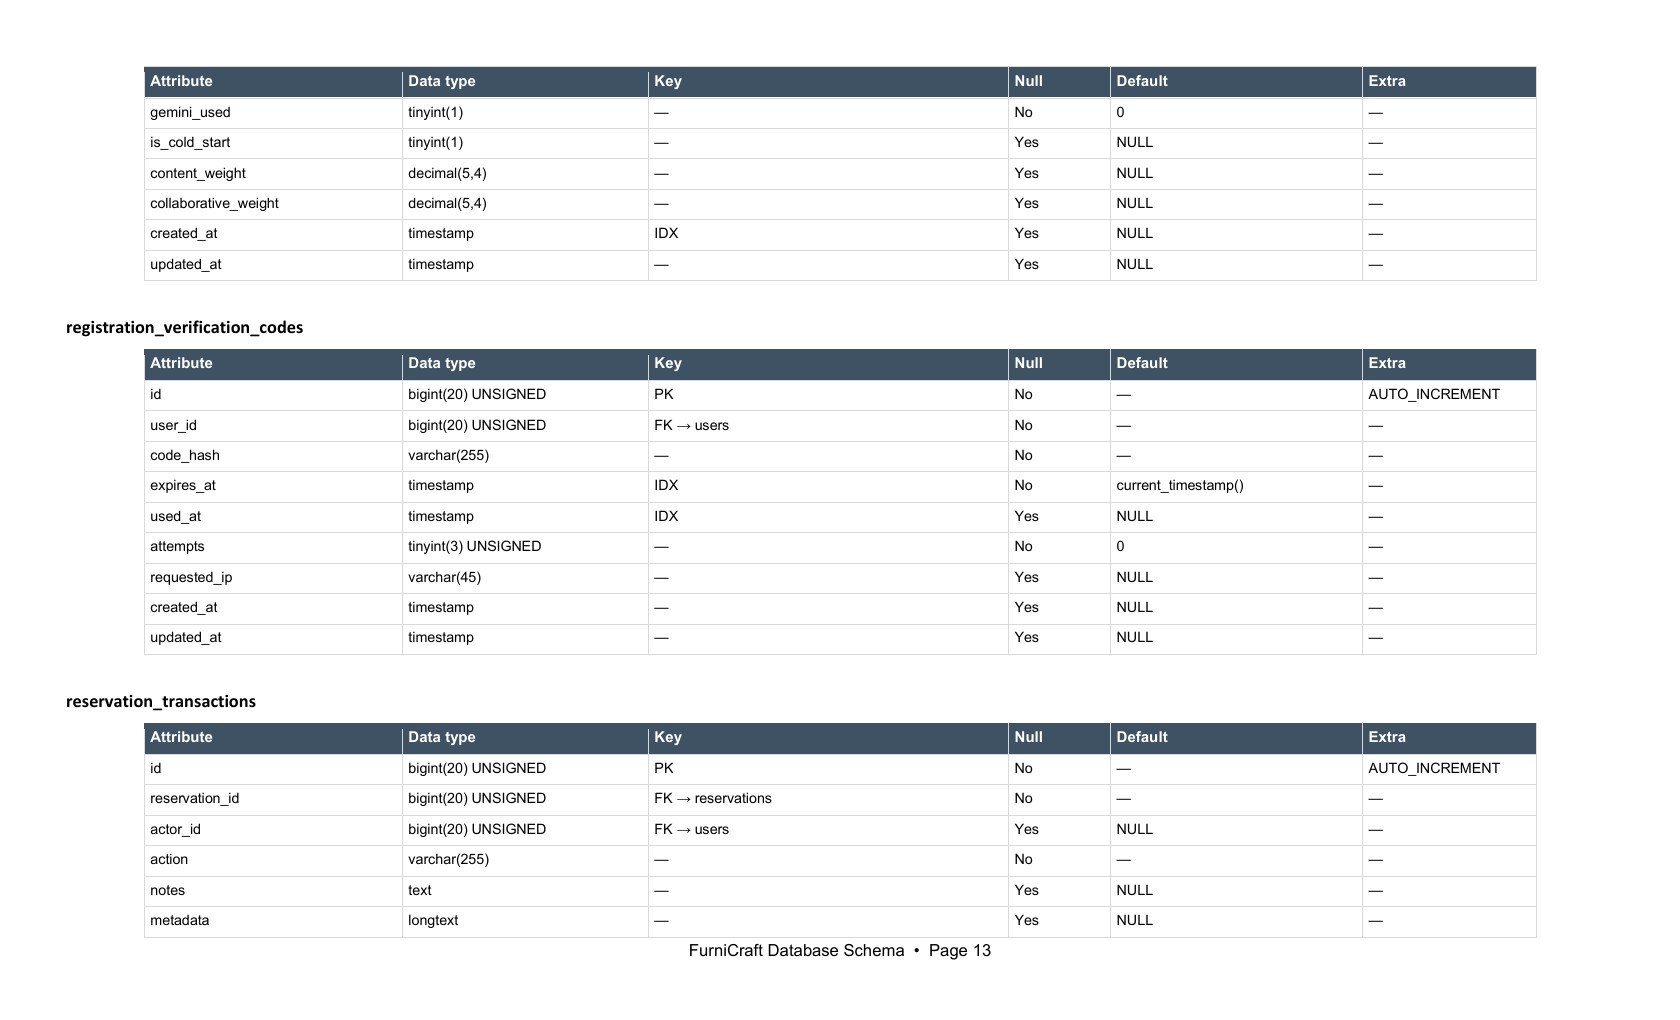 Attribute Data type Key Null Default Extra
gemini_used tinyint(1) — No 0 —
is_cold_start tinyint(1) — Yes NULL —
content_weight decimal(5,4) — Yes NULL —
collaborative_weight decimal(5,4) — Yes NULL —
created_at timestamp IDX Yes NULL —
updated_at timestamp — Yes NULL —
registration_verification_codes
Attribute Data type Key Null Default Extra
id bigint(20) UNSIGNED PK No — AUTO_INCREMENT
user_id bigint(20) UNSIGNED FK → users No — —
code_hash varchar(255) — No — —
expires_at timestamp IDX No current_timestamp() —
used_at timestamp IDX Yes NULL —
attempts tinyint(3) UNSIGNED — No 0 —
requested_ip varchar(45) — Yes NULL —
created_at timestamp — Yes NULL —
updated_at timestamp — Yes NULL —
reservation_transactions
Attribute Data type Key Null Default Extra
id bigint(20) UNSIGNED PK No — AUTO_INCREMENT
reservation_id bigint(20) UNSIGNED FK → reservations No — —
actor_id bigint(20) UNSIGNED FK → users Yes NULL —
action varchar(255) — No — —
notes text — Yes NULL —
metadata longtext — Yes NULL —
FurniCraft Database Schema • Page 13